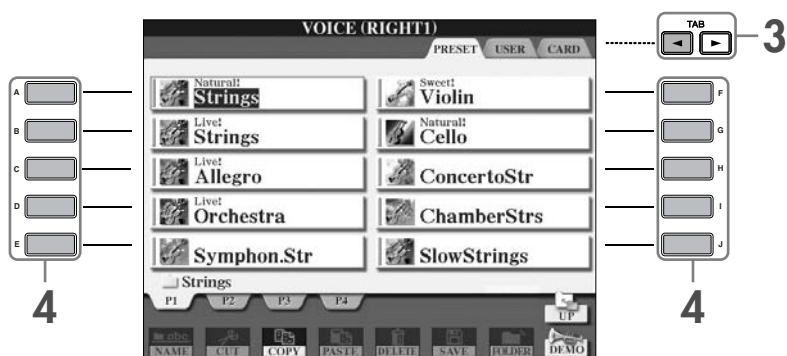 VOICE (RIGHT1)
PRESET USER CARD
TAB
3
A
B
C
D
E
4
Natural!
Strings
Live!
Strings
Live!
Allegro
Live!
Orchestra
Symphon.Str
Sweet!
Violin
Natural!
Cello
ConcertoStr
ChamberStrs
SlowStrings
F
G
H
I
J
4
Strings
P1 P2 P3 P4
UP
NAME CUT COPY PASTE DELETE SAVE FOLDER DEMO